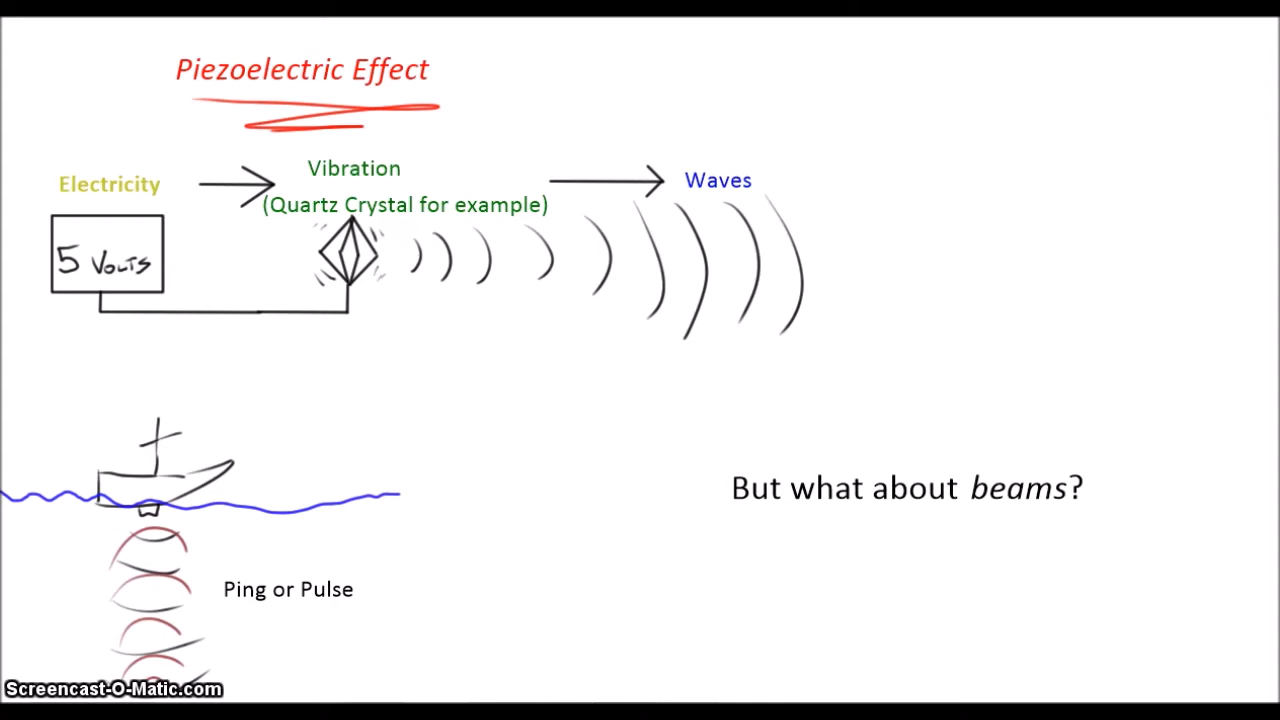 Piezoelectric Effect
Electricity
Vibration
(Quartz Crystal for example)
Waves
5 VOLTS
But what about beams?
Ping or Pulse
Screencast-O-Matic.com